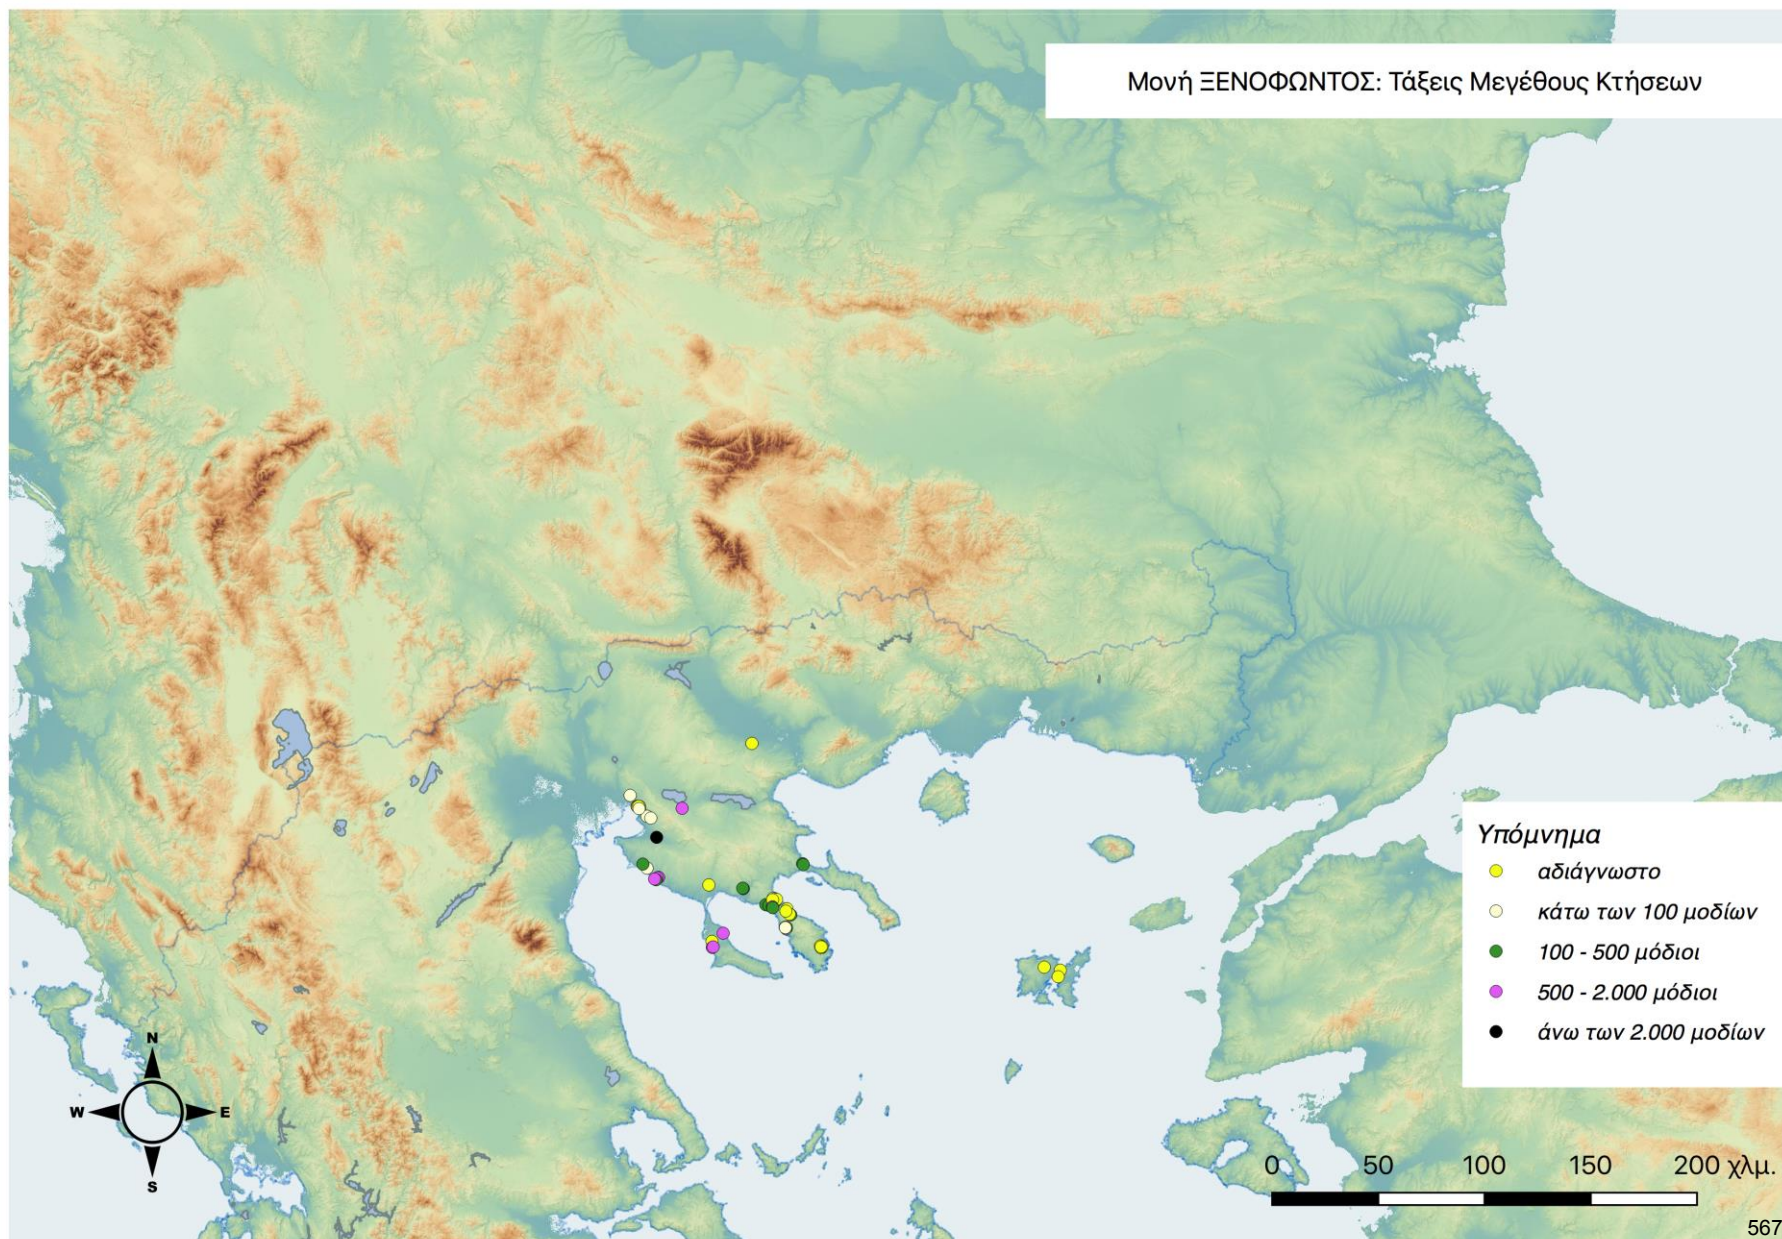 Μονή ΞΕΝΟΦΩΝΤΟΣ: Τάξεις Μεγέθους Κτήσεων
Υπόμνημα
αδιάγνωστο
κάτω των 100 μοδίων
100 - 500 μόδιοι
500 - 2.000 μόδιοι
άνω των 2.000 μοδίων
N
W E
S
0 50 100 150 200 χλμ.
567